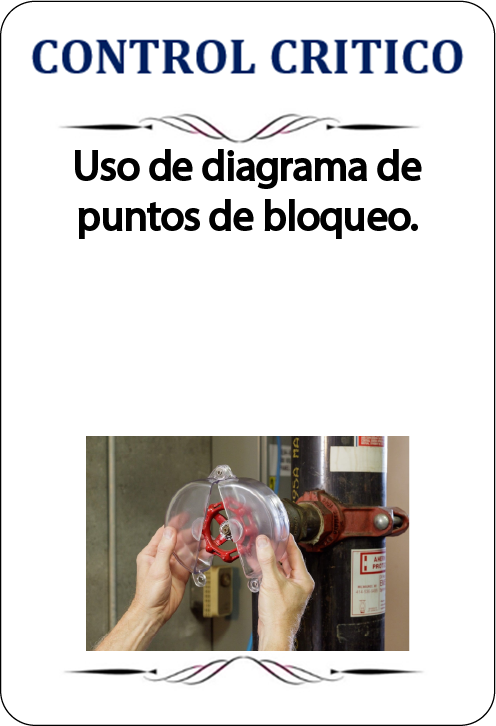 CONTROL CRITICO
Uso de diagrama de
puntos de bloqueo.